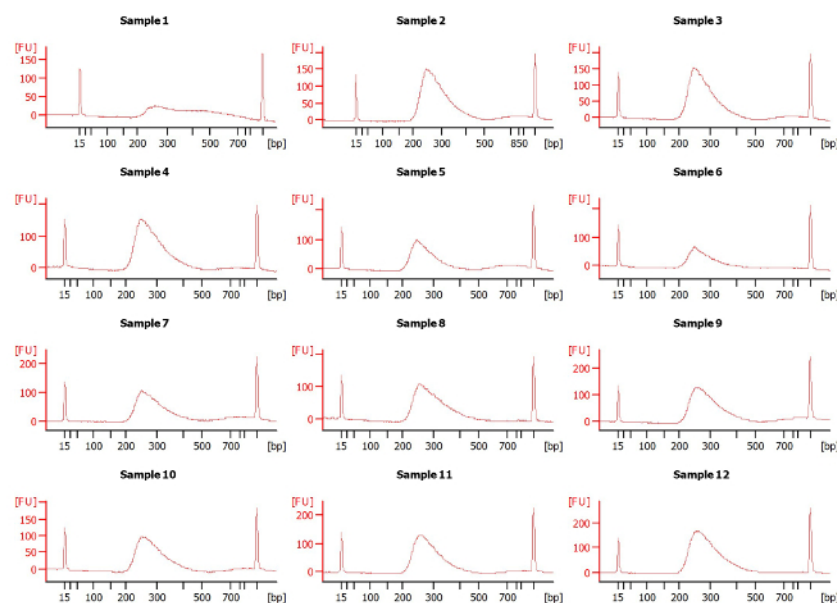 Sample 1 Sample 2 Sample 3
[FU] [FU] [FU]
150 150 150
100 100 100
50 50 50
0 0 0
15 100 200 300 500 700 [bp] 15 100 200 300 500 850 [bp] 15 100 200 300 500 700 [bp]
Sample 4 Sample 5 Sample 6
[FU] [FU] [FU]
100 100 100
0 0 0
15 100 200 300 500 700 [bp] 15 100 200 300 500 700 [bp] 15 100 200 300 500 700 [bp]
Sample 7 Sample 8 Sample 9
[FU] [FU] [FU]
200 200
100 100 100
0 0 0
15 100 200 300 500 700 [bp] 15 100 200 300 500 700 [bp] 15 100 200 300 500 700 [bp]
Sample 10 Sample 11 Sample 12
[FU] [FU] [FU]
150 200
100 100 100
50
0 0 0
15 100 200 300 500 700 [bp] 15 100 200 300 500 700 [bp] 15 100 200 300 500 700 [bp]